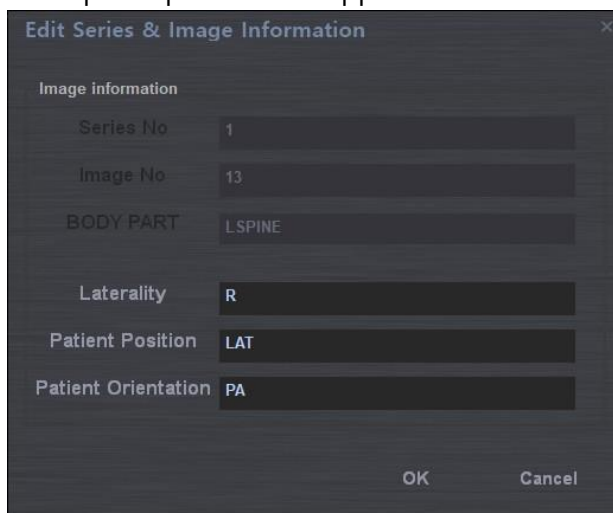 Edit Series & Image Information ×
Image information
Series No 1
Image No 13
BODY PART LSPINE
Laterality R
Patient Position LAT
Patient Orientation PA
OK Cancel